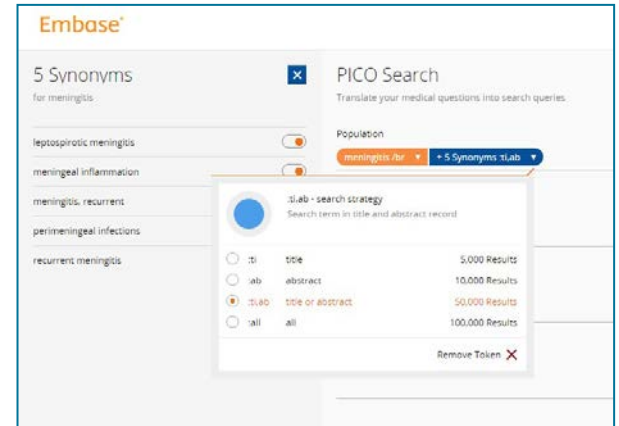 Embase®
5 Synonyms
for meningitis
leptospirotic meningitis
meningeal inflammation
meningitis, recurrent
perimeningeal infections
recurrent meningitis
PICO Search
Translate your medical questions into search queries
Population
meningitis /br ▼ + 5 Synonyms :ti,ab ▼
:ti,ab - search strategy
Search term in title and abstract record
:ti title 5,000 Results
:ab abstract 10,000 Results
:ti,ab title or abstract 50,000 Results
:all all 100,000 Results
Remove Token X